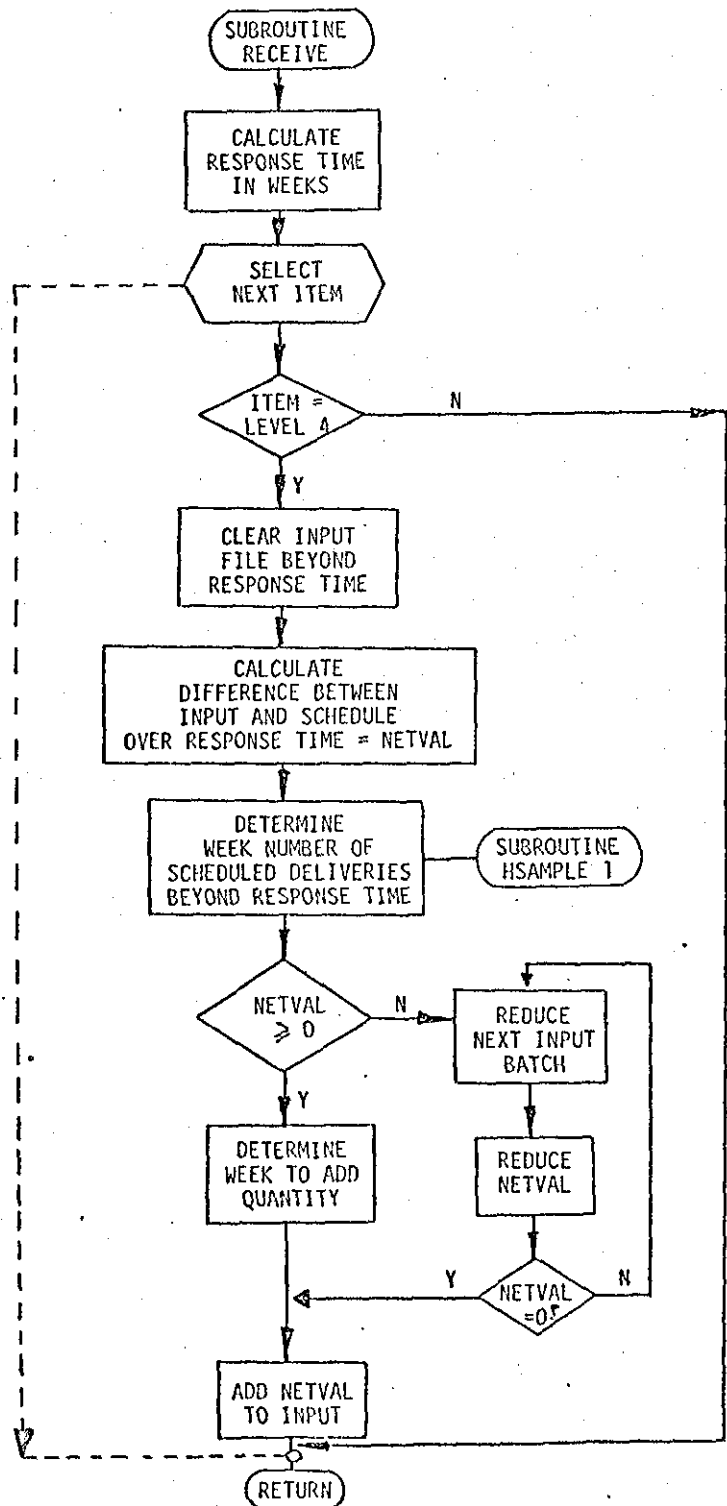 SUBROUTINE
RECEIVE
CALCULATE
RESPONSE TIME
IN WEEKS
SELECT
NEXT ITEM
ITEM =
LEVEL 4
N
Y
CLEAR INPUT
FILE BEYOND
RESPONSE TIME
CALCULATE
DIFFERENCE BETWEEN
INPUT AND SCHEDULE
OVER RESPONSE TIME = NETVAL
DETERMINE
WEEK NUMBER OF
SCHEDULED DELIVERIES
BEYOND RESPONSE TIME
SUBROUTINE
HSAMPLE 1
NETVAL
⩾ 0
N
Y
REDUCE
NEXT INPUT
BATCH
DETERMINE
WEEK TO ADD
QUANTITY
REDUCE
NETVAL
NETVAL
=0?
Y
N
ADD NETVAL
TO INPUT
RETURN